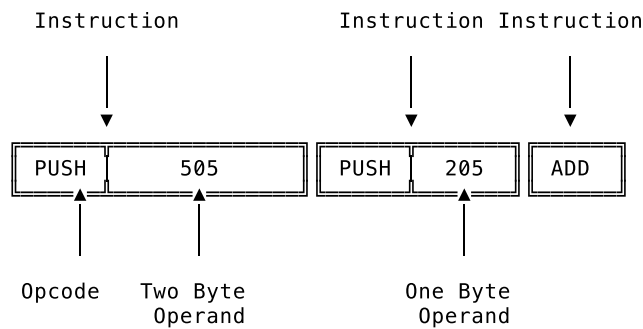 Instruction Instruction Instruction
PUSH 505 PUSH 205 ADD
Opcode Two Byte One Byte
Operand Operand